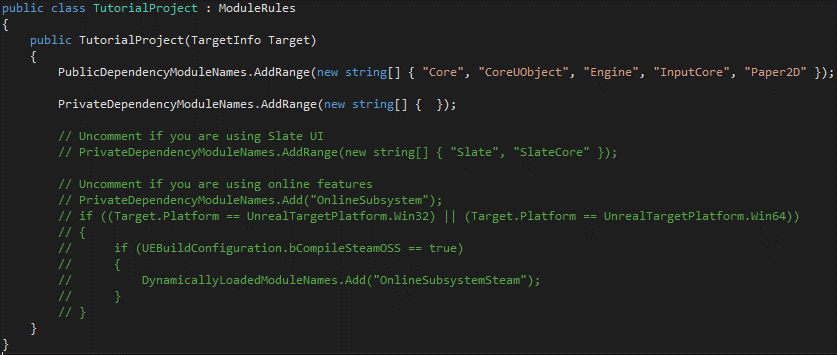 public class TutorialProject : ModuleRules
{
    public TutorialProject(TargetInfo Target)
    {
        PublicDependencyModuleNames.AddRange(new string[] { "Core", "CoreUObject", "Engine", "InputCore", "Paper2D" });

        PrivateDependencyModuleNames.AddRange(new string[] {  });

        // Uncomment if you are using Slate UI
        // PrivateDependencyModuleNames.AddRange(new string[] { "Slate", "SlateCore" });

        // Uncomment if you are using online features
        // PrivateDependencyModuleNames.Add("OnlineSubsystem");
        // if ((Target.Platform == UnrealTargetPlatform.Win32) || (Target.Platform == UnrealTargetPlatform.Win64))
        // {
        //      if (UEBuildConfiguration.bCompileSteamOSS == true)
        //      {
        //          DynamicallyLoadedModuleNames.Add("OnlineSubsystemSteam");
        //      }
        // }
    }
}